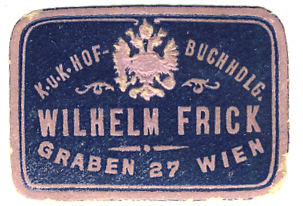 K.u.K. HOF- BUCHHDLG.
WILHELM FRICK
GRABEN 27 WIEN